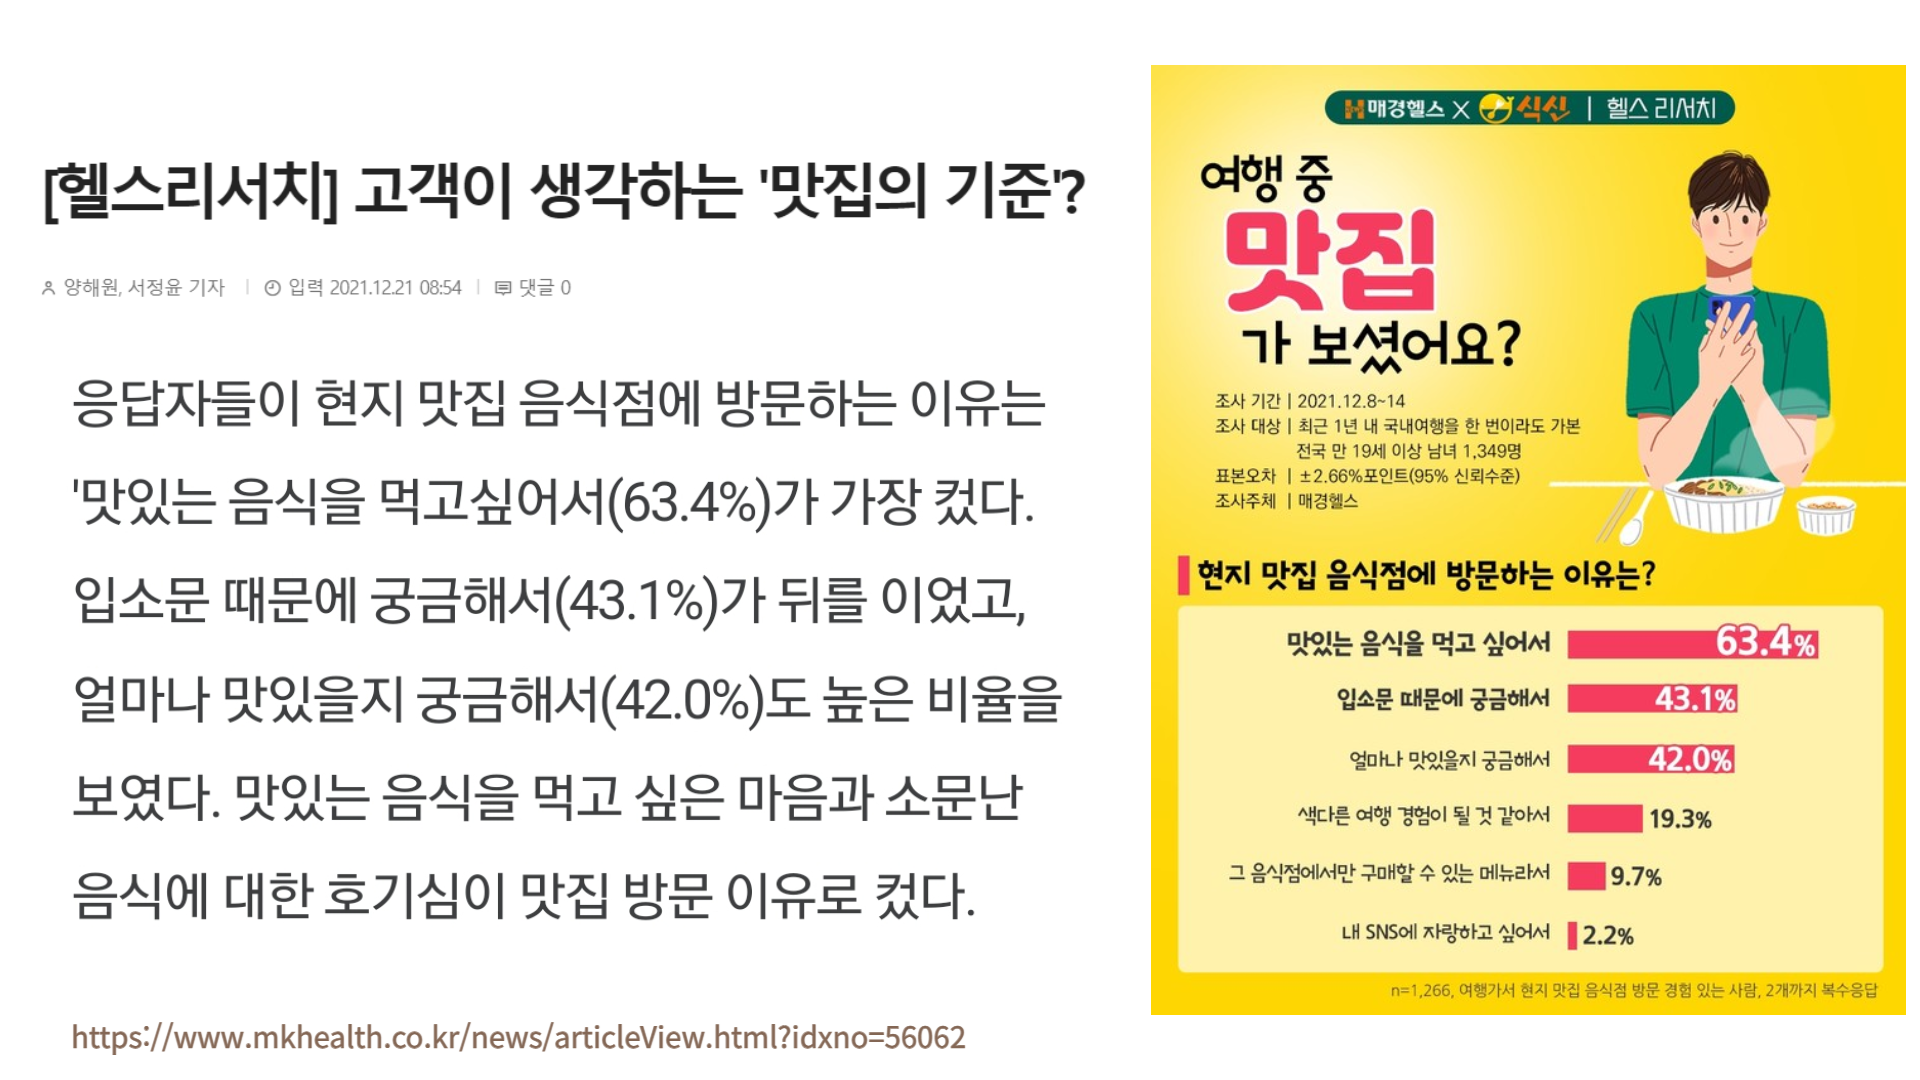 [헬스리서치] 고객이 생각하는 '맛집의 기준'?
양해원, 서정윤 기자 | 입력 2021.12.21 08:54 | 댓글 0
응답자들이 현지 맛집 음식점에 방문하는 이유는
'맛있는 음식을 먹고싶어서(63.4%)가 가장 컸다.
입소문 때문에 궁금해서(43.1%)가 뒤를 이었고,
얼마나 맛있을지 궁금해서(42.0%)도 높은 비율을
보였다. 맛있는 음식을 먹고 싶은 마음과 소문난
음식에 대한 호기심이 맛집 방문 이유로 컸다.
https://www.mkhealth.co.kr/news/articleView.html?idxno=56062
매경헬스 X 식신 | 헬스 리서치
여행 중
맛집
가 보셨어요?
조사 기간 | 2021.12.8~14
조사 대상 | 최근 1년 내 국내여행을 한 번이라도 가본
전국 만 19세 이상 남녀 1,349명
표본오차 | ±2.66%포인트(95% 신뢰수준)
조사주체 | 매경헬스
현지 맛집 음식점에 방문하는 이유는?
맛있는 음식을 먹고 싶어서 63.4%
입소문 때문에 궁금해서 43.1%
얼마나 맛있을지 궁금해서 42.0%
색다른 여행 경험이 될 것 같아서 19.3%
그 음식점에서만 구매할 수 있는 메뉴라서 9.7%
내 SNS에 자랑하고 싶어서 2.2%
n=1,266, 여행가서 현지 맛집 음식점 방문 경험 있는 사람, 2개까지 복수응답